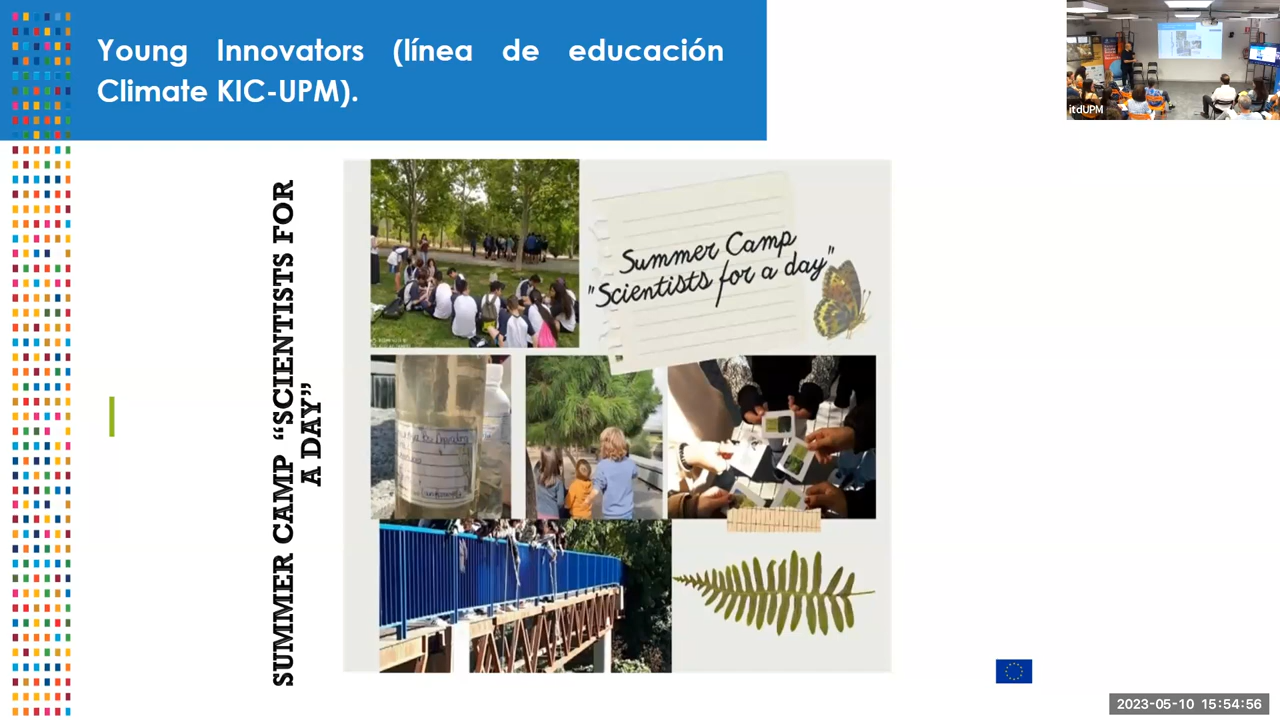 Young Innovators (línea de educación
Climate KIC-UPM).
itdUPM
SUMMER CAMP “SCIENTISTS FOR
A DAY”
Summer Camp
"Scientists for a day"
2023-05-10 15:54:56